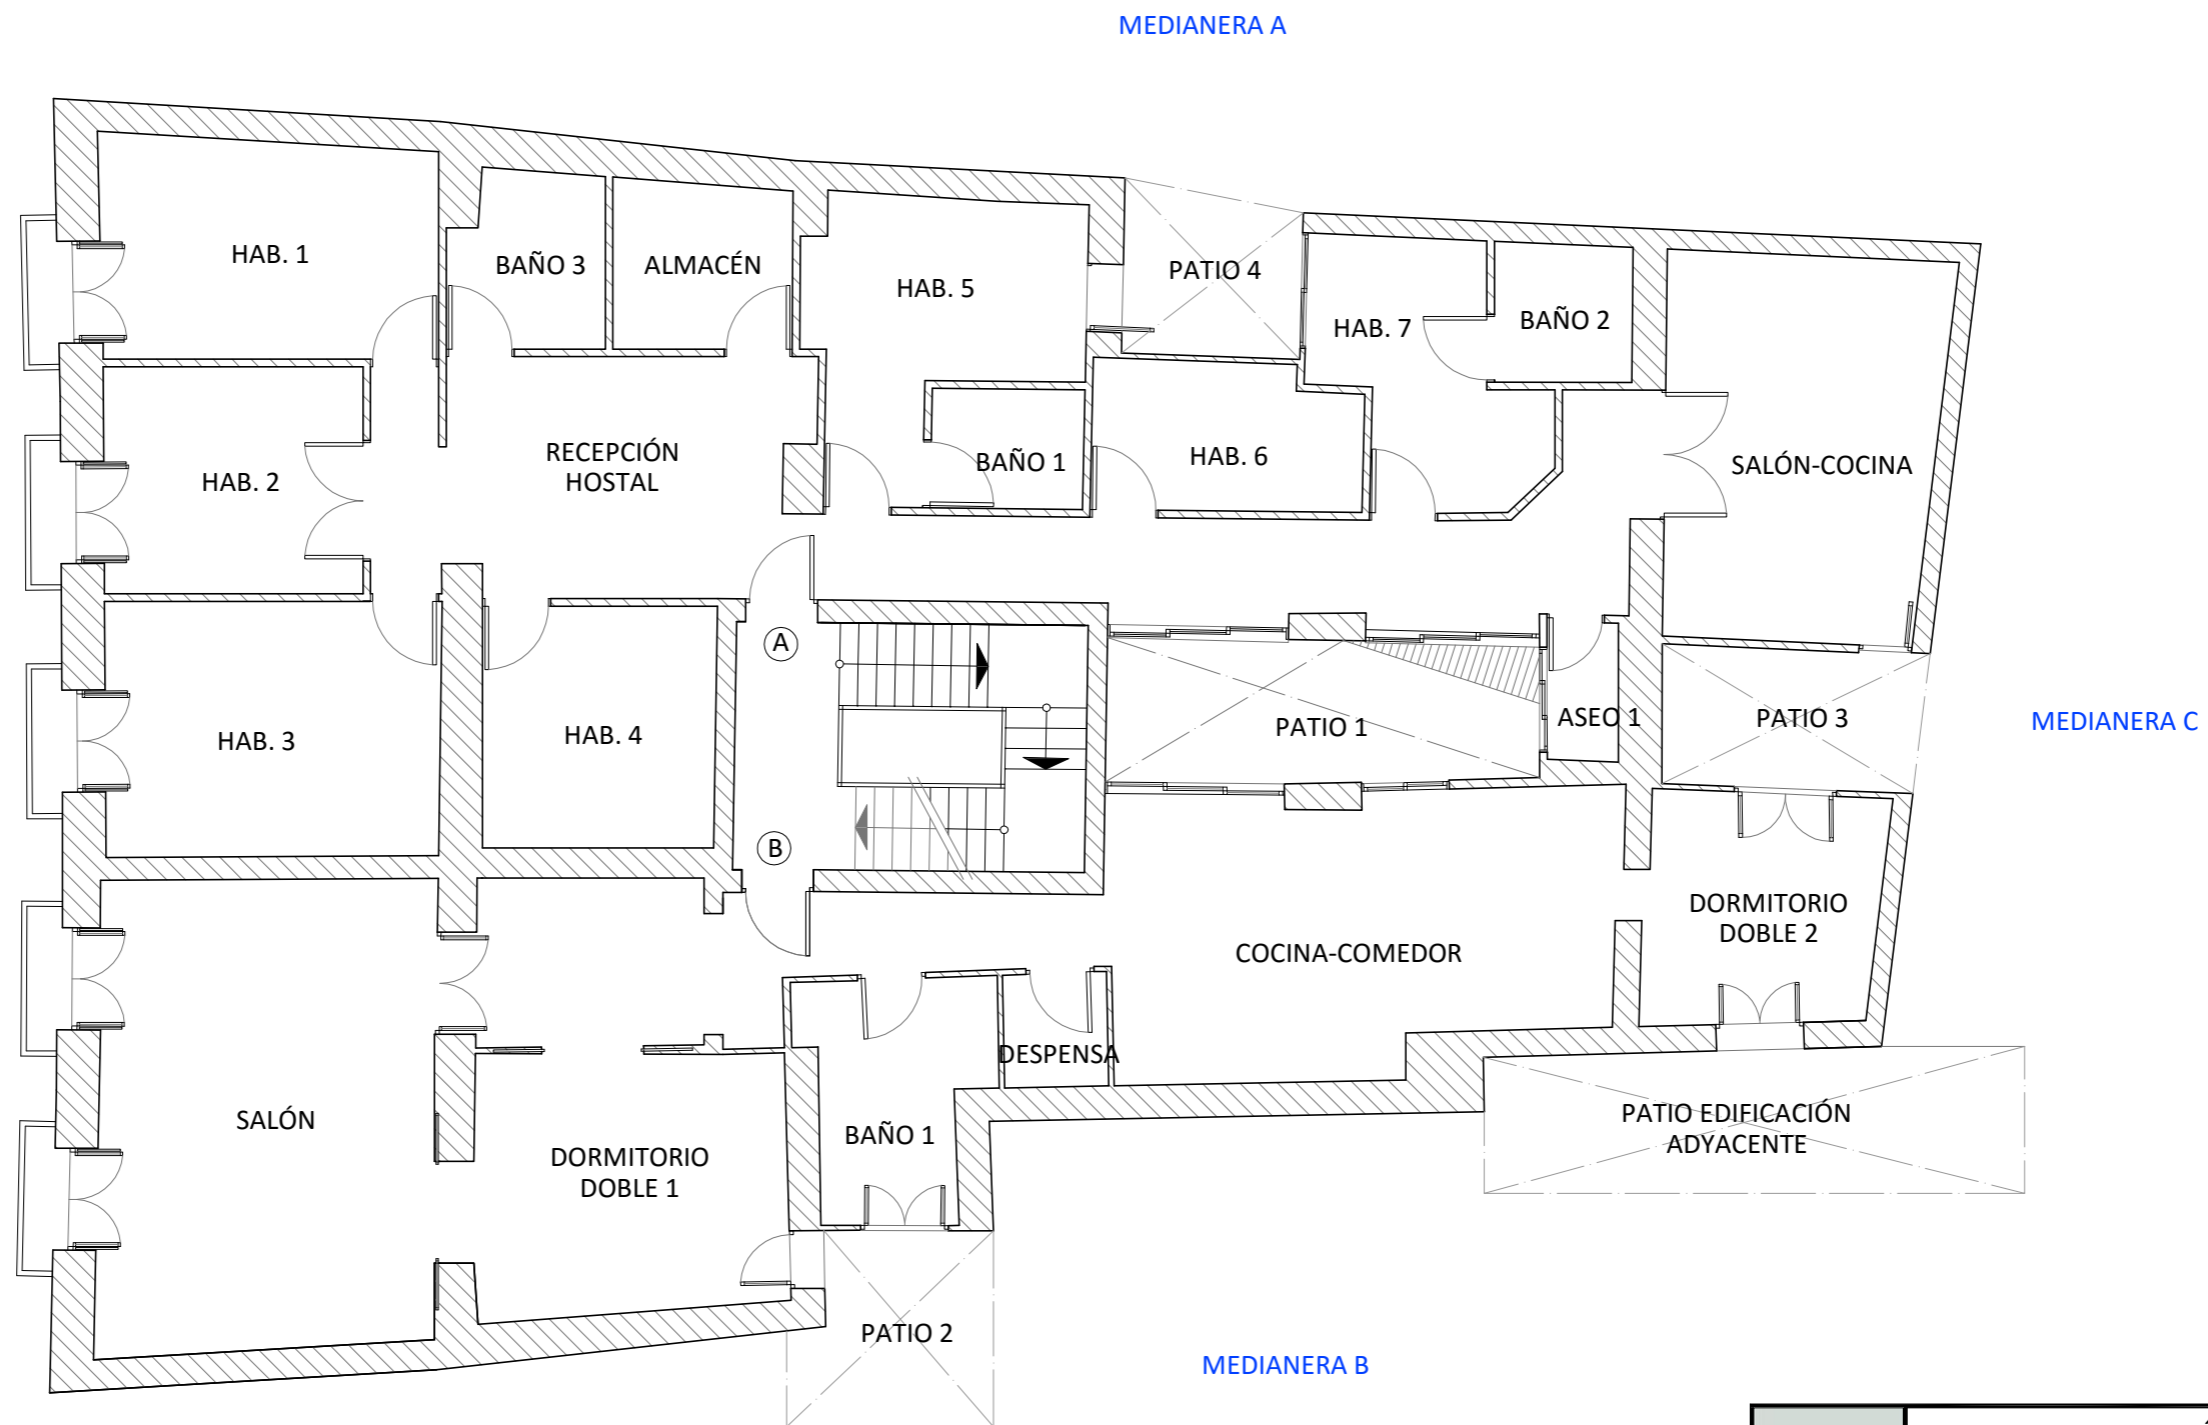 MEDIANERA A
HAB. 1
BAÑO 3
ALMACÉN
HAB. 5
PATIO 4
HAB. 7
BAÑO 2
HAB. 2
RECEPCIÓN
HOSTAL
BAÑO 1
HAB. 6
SALÓN-COCINA
A
HAB. 3
HAB. 4
PATIO 1
ASEO 1
PATIO 3
MEDIANERA C
B
COCINA-COMEDOR
DORMITORIO
DOBLE 2
DESPENSA
SALÓN
BAÑO 1
DORMITORIO
DOBLE 1
PATIO EDIFICACIÓN
ADYACENTE
PATIO 2
MEDIANERA B